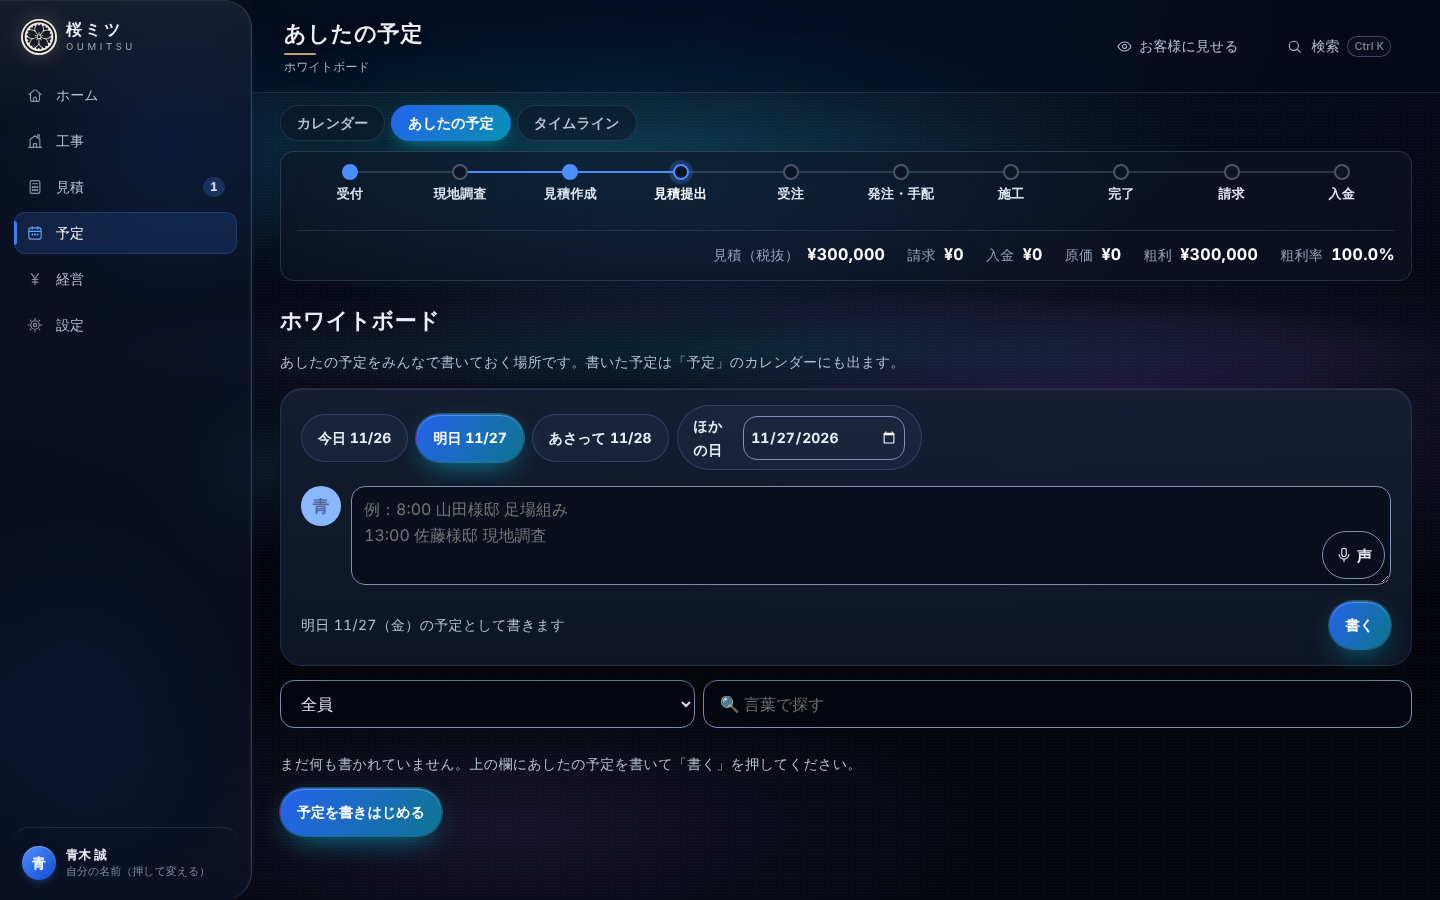 桜ミツ
OUMITSU
ホーム
工事
見積 1
予定
経営
設定
青
青木 誠
自分の名前（押して変える）
あしたの予定
ホワイトボード
お客様に見せる
検索 Ctrl K
カレンダー あしたの予定 タイムライン
受付 現地調査 見積作成 見積提出 受注 発注・手配 施工 完了 請求 入金
見積（税抜） ¥300,000 請求 ¥0 入金 ¥0 原価 ¥0 粗利 ¥300,000 粗利率 100.0%
ホワイトボード
あしたの予定をみんなで書いておく場所です。書いた予定は「予定」のカレンダーにも出ます。
今日 11/26 明日 11/27 あさって 11/28
ほか
の日
11/27/2026
青
例：8:00 山田様邸 足場組み
13:00 佐藤様邸 現地調査
声
明日 11/27（金）の予定として書きます
書く
全員
🔍 言葉で探す
まだ何も書かれていません。上の欄にあしたの予定を書いて「書く」を押してください。
予定を書きはじめる